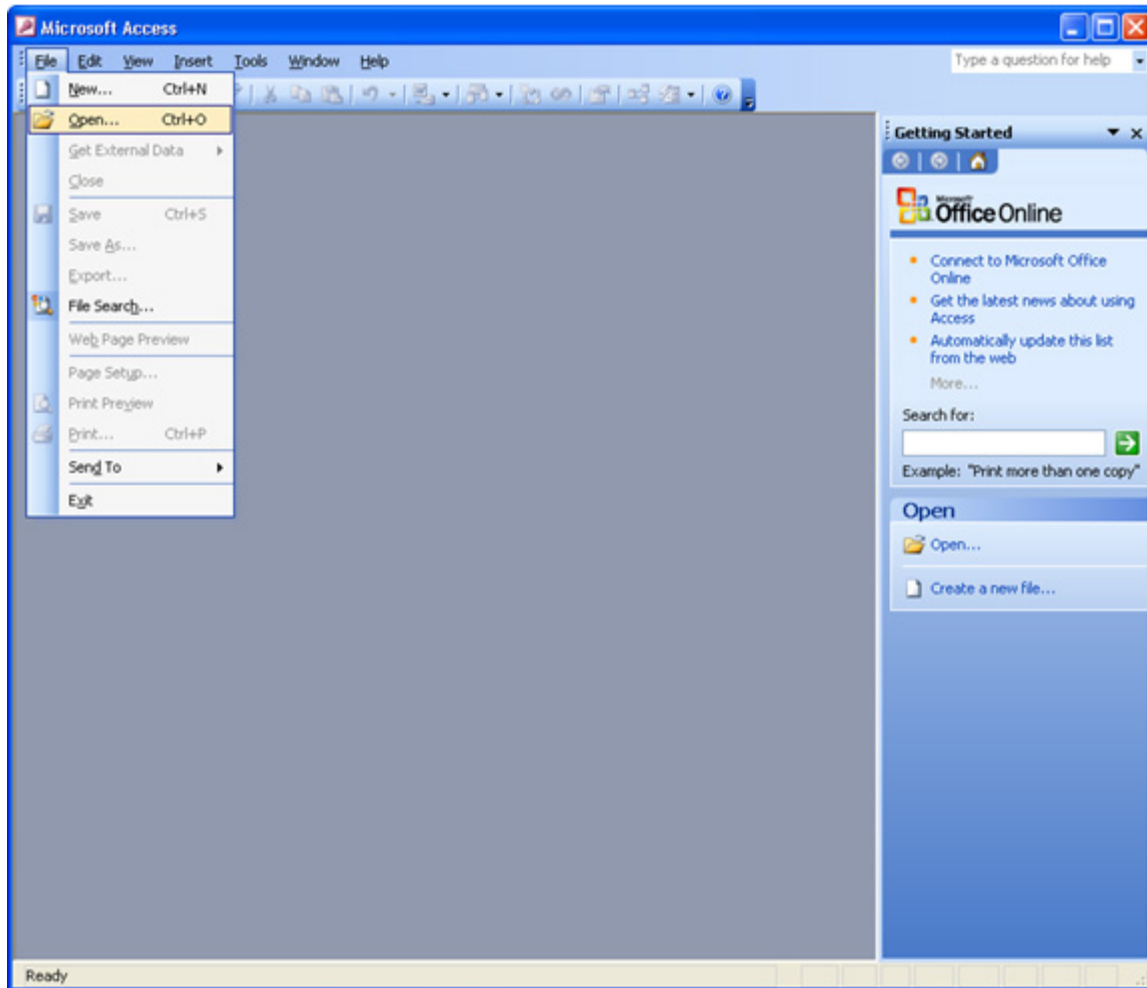 Microsoft Access
File Edit View Insert Tools Window Help
Type a question for help
New... Ctrl+N
Open... Ctrl+O
Get External Data
Close
Save Ctrl+S
Save As...
Export...
File Search...
Web Page Preview
Page Setup...
Print Preview
Print... Ctrl+P
Send To
Exit
Getting Started
Microsoft
Office Online
Connect to Microsoft Office
Online
Get the latest news about using
Access
Automatically update this list
from the web
More...
Search for:
Example: "Print more than one copy"
Open
Open...
Create a new file...
Ready